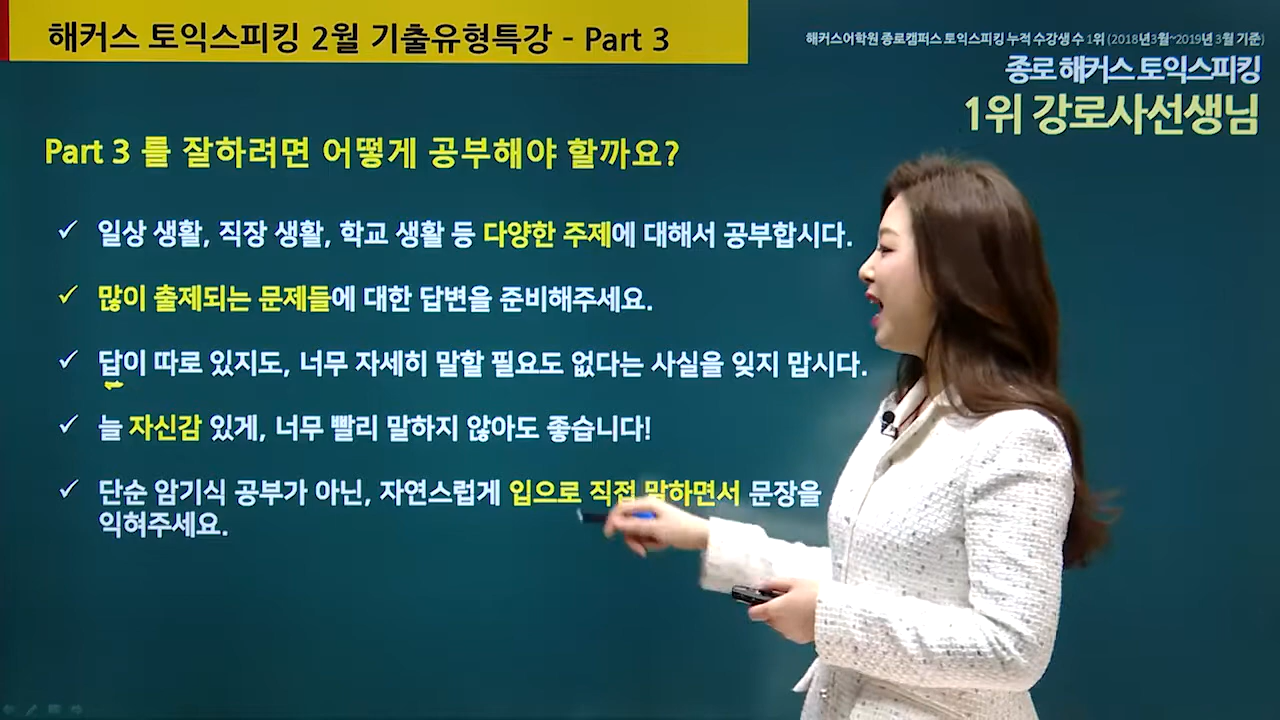 해커스 토익스피킹 2월 기출유형특강 - Part 3
해커스어학원 종로캠퍼스 토익스피킹 누적 수강생 수 1위 (2018년3월~2019년 3월 기준)
종로 해커스 토익스피킹
1위 강로사선생님
Part 3 를 잘하려면 어떻게 공부해야 할까요?
✓ 일상 생활, 직장 생활, 학교 생활 등 다양한 주제에 대해서 공부합시다.
✓ 많이 출제되는 문제들에 대한 답변을 준비해주세요.
✓ 답이 따로 있지도, 너무 자세히 말할 필요도 없다는 사실을 잊지 맙시다.
✓ 늘 자신감 있게, 너무 빨리 말하지 않아도 좋습니다!
✓ 단순 암기식 공부가 아닌, 자연스럽게 입으로 직접 말하면서 문장을
익혀주세요.